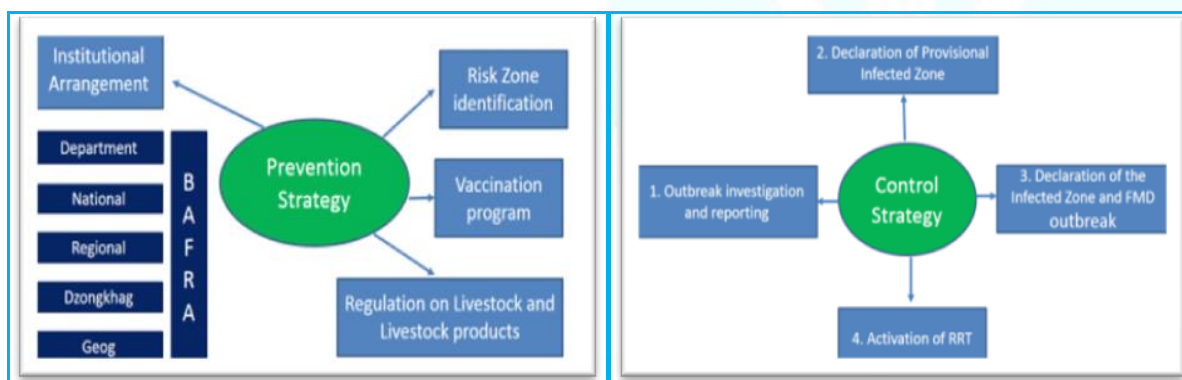 Institutional
Arrangement
Department
National
Regional
Dzongkhag
Geog
B
A
F
R
A
Prevention
Strategy
Risk Zone
identification
Vaccination
program
Regulation on Livestock and
Livestock products
2. Declaration of Provisional
Infected Zone
1. Outbreak investigation
and reporting
Control
Strategy
3. Declaration of the
Infected Zone and FMD
outbreak
4. Activation of RRT